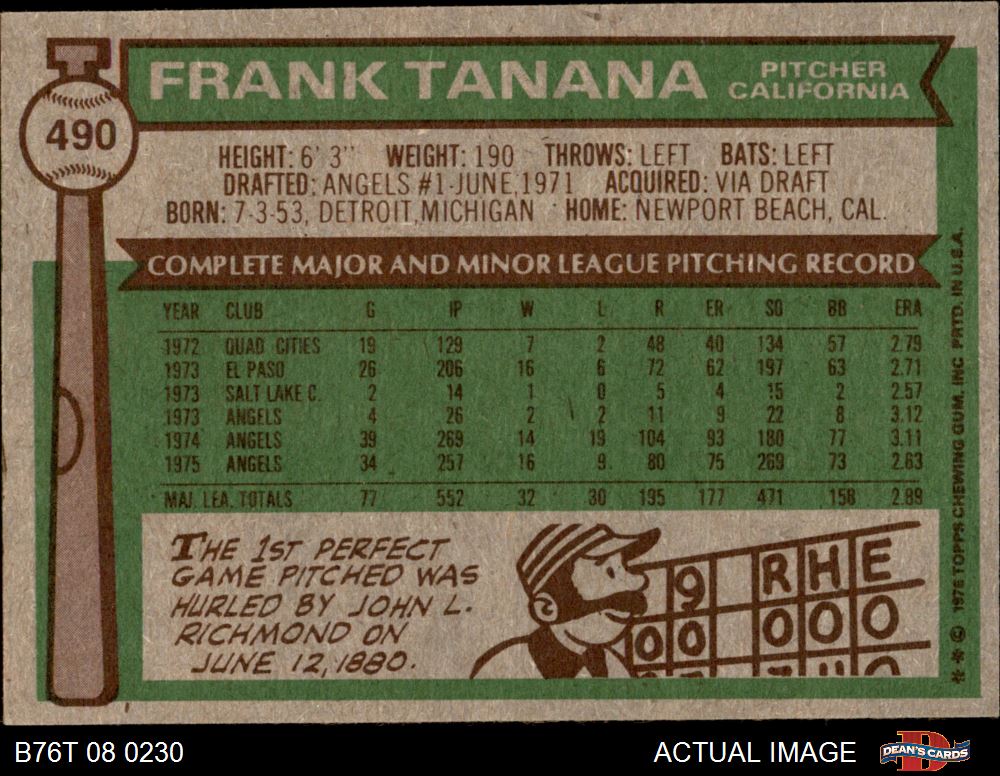 FRANK TANANA PITCHER
CALIFORNIA
490
HEIGHT: 6' 3" WEIGHT: 190 THROWS: LEFT BATS: LEFT
DRAFTED: ANGELS #1-JUNE, 1971 ACQUIRED: VIA DRAFT
BORN: 7-3-53, DETROIT, MICHIGAN HOME: NEWPORT BEACH, CAL.
COMPLETE MAJOR AND MINOR LEAGUE PITCHING RECORD
YEAR CLUB G IP W L R ER SO BB ERA
1972 QUAD CITIES 19 129 7 2 48 40 134 57 2.79
1973 EL PASO 26 206 16 6 72 62 197 63 2.71
1973 SALT LAKE C. 2 14 1 0 5 4 15 2 2.57
1973 ANGELS 4 26 2 2 11 9 22 8 3.12
1974 ANGELS 39 269 14 19 104 93 180 77 3.11
1975 ANGELS 34 257 16 9 80 75 269 73 2.63
MAJ. LEA. TOTALS 77 552 32 30 195 177 471 158 2.89
THE 1ST PERFECT
GAME PITCHED WAS
HURLED BY JOHN L.
RICHMOND ON
JUNE 12, 1880.
9 R H E
0 0 0 0 0
** © 1976 TOPPS CHEWING GUM, INC PRTD. IN U.S.A.
B76T 08 0230 ACTUAL IMAGE DEAN'S CARDS